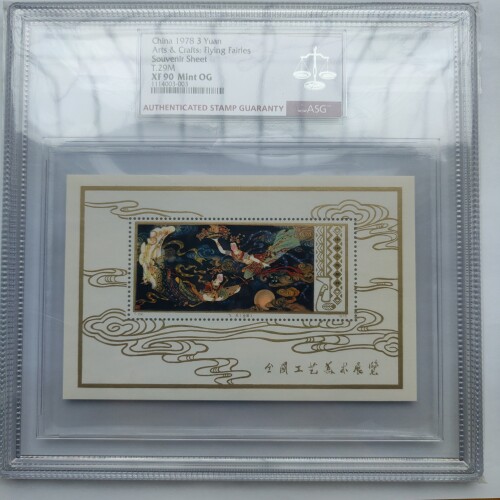 China 1978 3 Yuan
Arts & Crafts: Flying Fairies
Souvenir Sheet
T.29M
XF 90 Mint OG
AUTHENTICATED STAMP GUARANTY
ASG
全国工艺美术展览